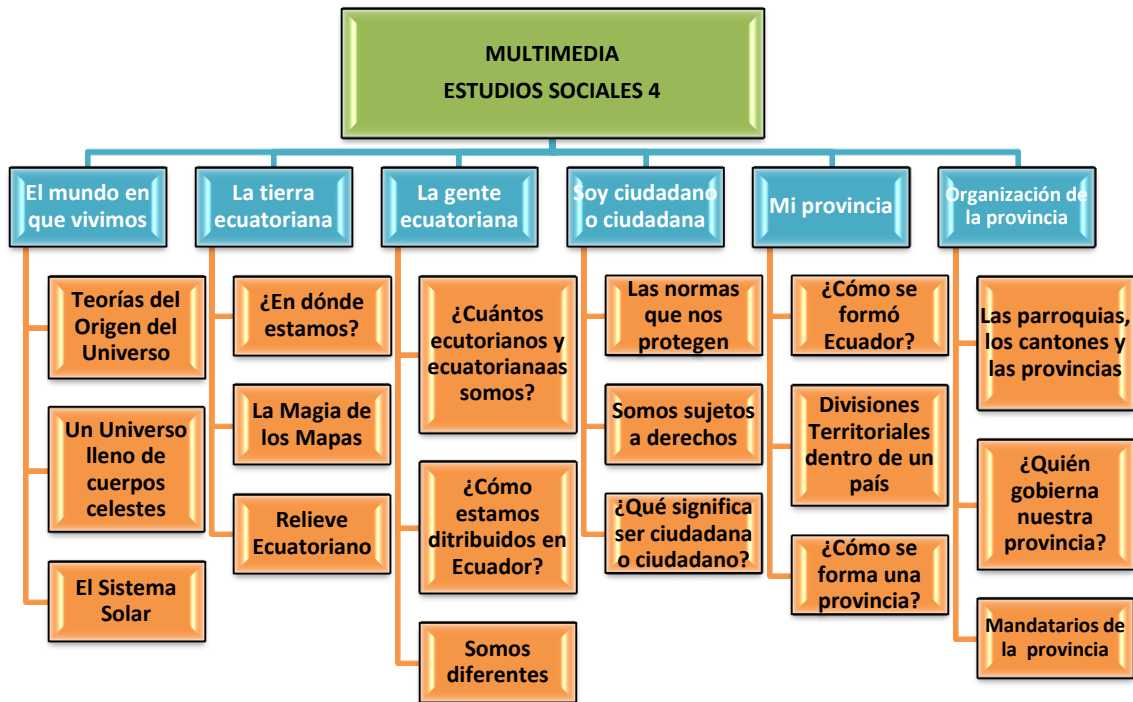 MULTIMEDIA
ESTUDIOS SOCIALES 4
El mundo en
que vivimos
Teorías del
Origen del
Universo
Un Universo
lleno de
cuerpos
celestes
El Sistema
Solar
La tierra
ecuatoriana
¿En dónde
estamos?
La Magia de
los Mapas
Relieve
Ecuatoriano
La gente
ecuatoriana
¿Cuántos
ecutorianos y
ecuatorianaas
somos?
¿Cómo
estamos
ditribuidos en
Ecuador?
Somos
diferentes
Soy ciudadano
o ciudadana
Las normas
que nos
protegen
Somos sujetos
a derechos
¿Qué significa
ser ciudadana
o ciudadano?
Mi provincia
¿Cómo se
formó
Ecuador?
Divisiones
Territoriales
dentro de un
país
¿Cómo se
forma una
provincia?
Organización de
la provincia
Las parroquias,
los cantones y
las provincias
¿Quién
gobierna
nuestra
provincia?
Mandatarios de
la provincia